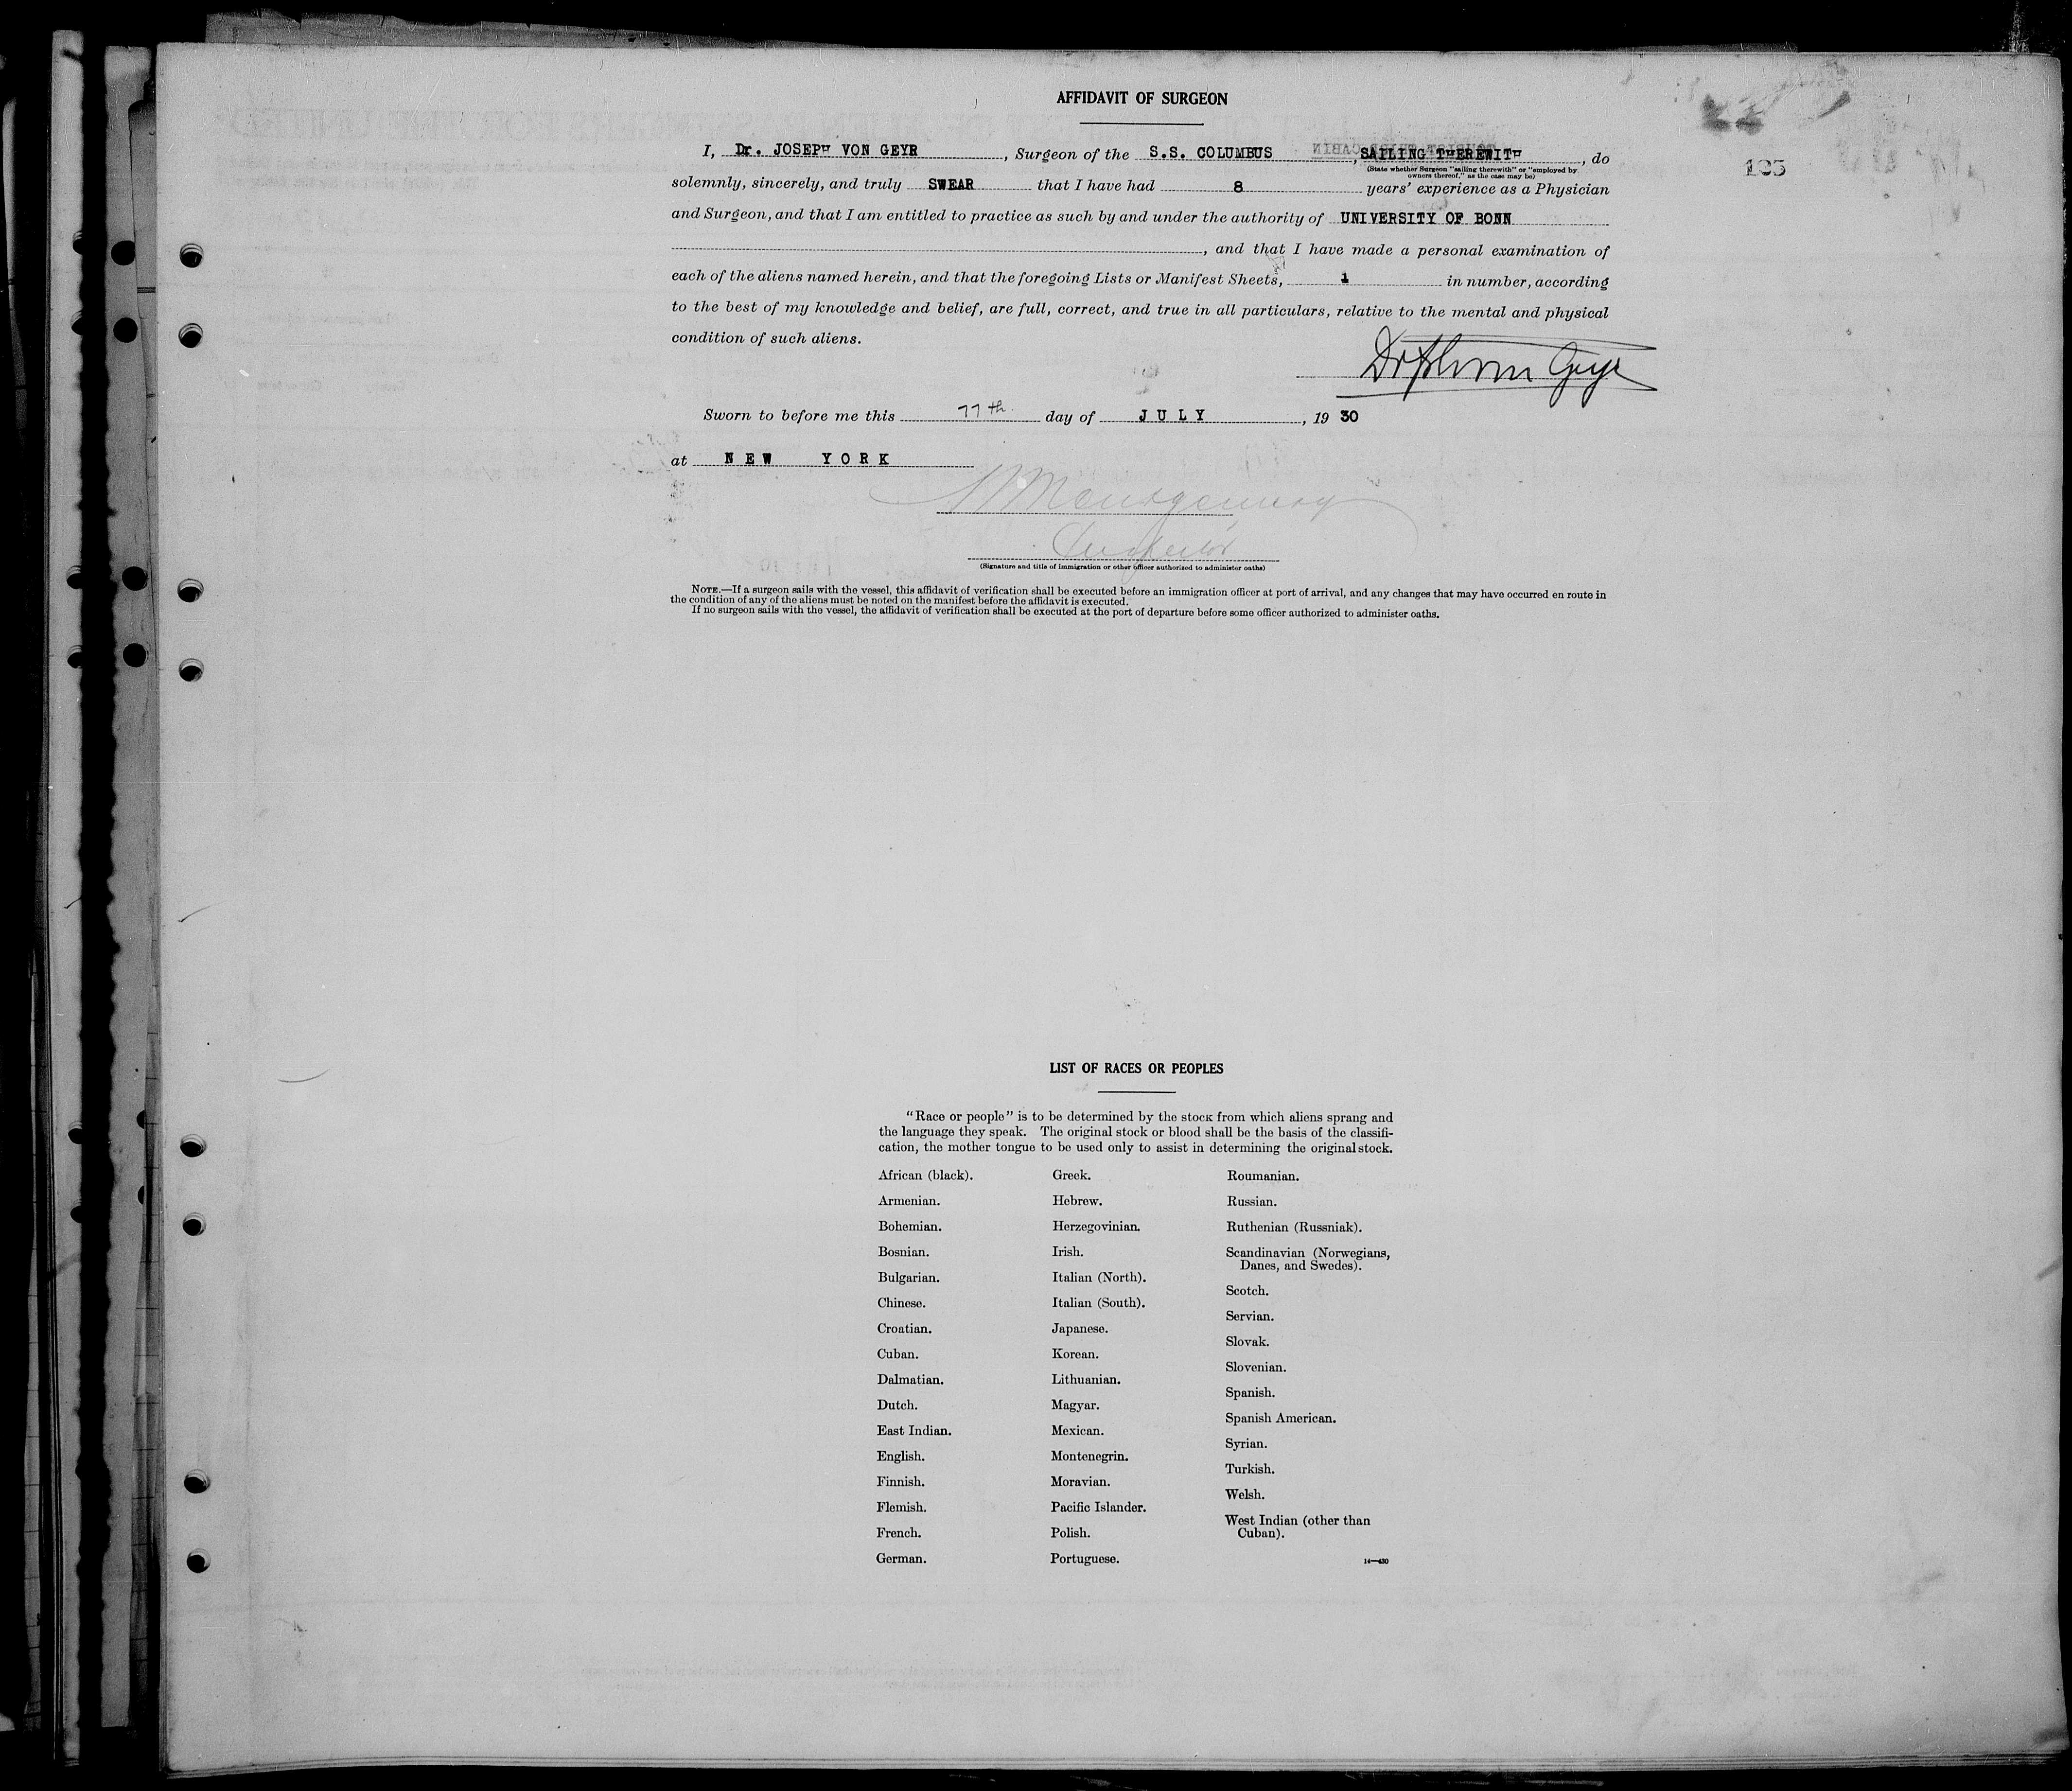 AFFIDAVIT OF SURGEON
185
I, Dr. JOSEPH VON GEYR, Surgeon of the S.S. COLUMBUS, SAILING THEREWITH, do
(State whether Surgeon "sailing therewith" or "employed by
owners thereof," as the case may be)
solemnly, sincerely, and truly SWEAR that I have had 8 years' experience as a Physician
and Surgeon, and that I am entitled to practice as such by and under the authority of UNIVERSITY OF BONN
, and that I have made a personal examination of
each of the aliens named herein, and that the foregoing Lists or Manifest Sheets, 1 in number, according
to the best of my knowledge and belief, are full, correct, and true in all particulars, relative to the mental and physical
condition of such aliens.
Sworn to before me this 11th day of JULY, 19 30
at NEW YORK
Montgomery
Inspector
(Signature and title of immigration or other officer authorized to administer oaths)
NOTE.—If a surgeon sails with the vessel, this affidavit of verification shall be executed before an immigration officer at port of arrival, and any changes that may have occurred en route in
the condition of any of the aliens must be noted on the manifest before the affidavit is executed.
If no surgeon sails with the vessel, the affidavit of verification shall be executed at the port of departure before some officer authorized to administer oaths.
LIST OF RACES OR PEOPLES
"Race or people" is to be determined by the stock from which aliens sprang and
the language they speak. The original stock or blood shall be the basis of the classifi-
cation, the mother tongue to be used only to assist in determining the original stock.
African (black).
Armenian.
Bohemian.
Bosnian.
Bulgarian.
Chinese.
Croatian.
Cuban.
Dalmatian.
Dutch.
East Indian.
English.
Finnish.
Flemish.
French.
German.
Greek.
Hebrew.
Herzegovinian.
Irish.
Italian (North).
Italian (South).
Japanese.
Korean.
Lithuanian.
Magyar.
Mexican.
Montenegrin.
Moravian.
Pacific Islander.
Polish.
Portuguese.
Roumanian.
Russian.
Ruthenian (Russniak).
Scandinavian (Norwegians,
Danes, and Swedes).
Scotch.
Servian.
Slovak.
Slovenian.
Spanish.
Spanish American.
Syrian.
Turkish.
Welsh.
West Indian (other than
Cuban).
14—430